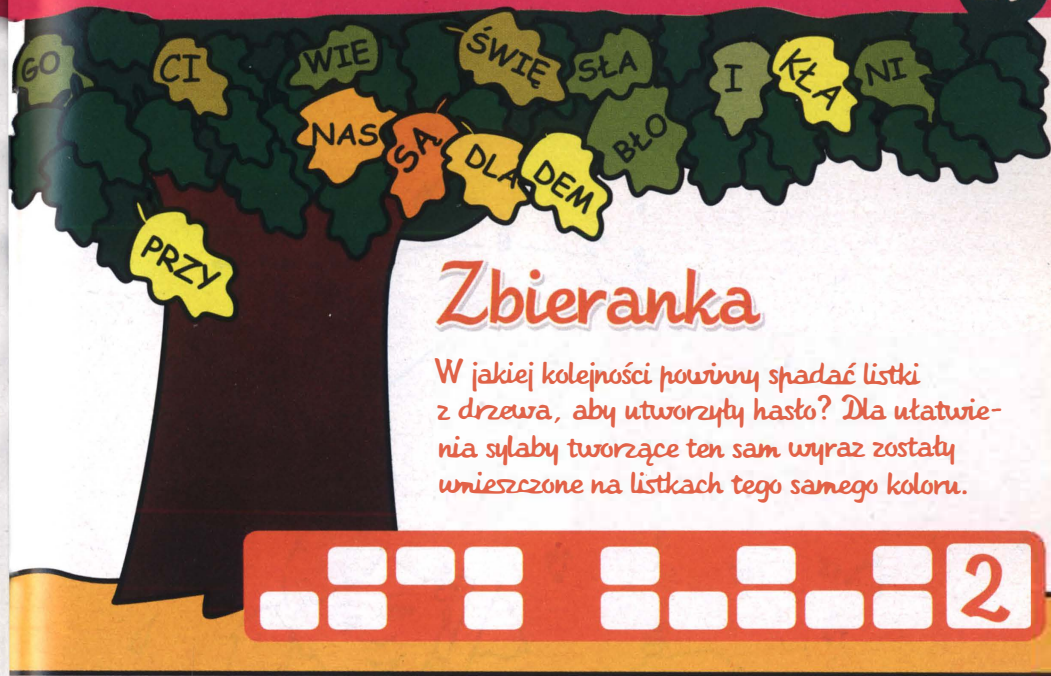 GO CI WIE ŚWIĘ SŁA I KŁA NI
NAS SĄ DLA DEM BŁO
PRZY
Zbieranka
W jakiej kolejności powinny spadać listki
z drzewa, aby utworzyły hasło? Dla ułatwie-
nia sylaby tworzące ten sam wyraz zostały
umieszczone na listkach tego samego koloru.
2